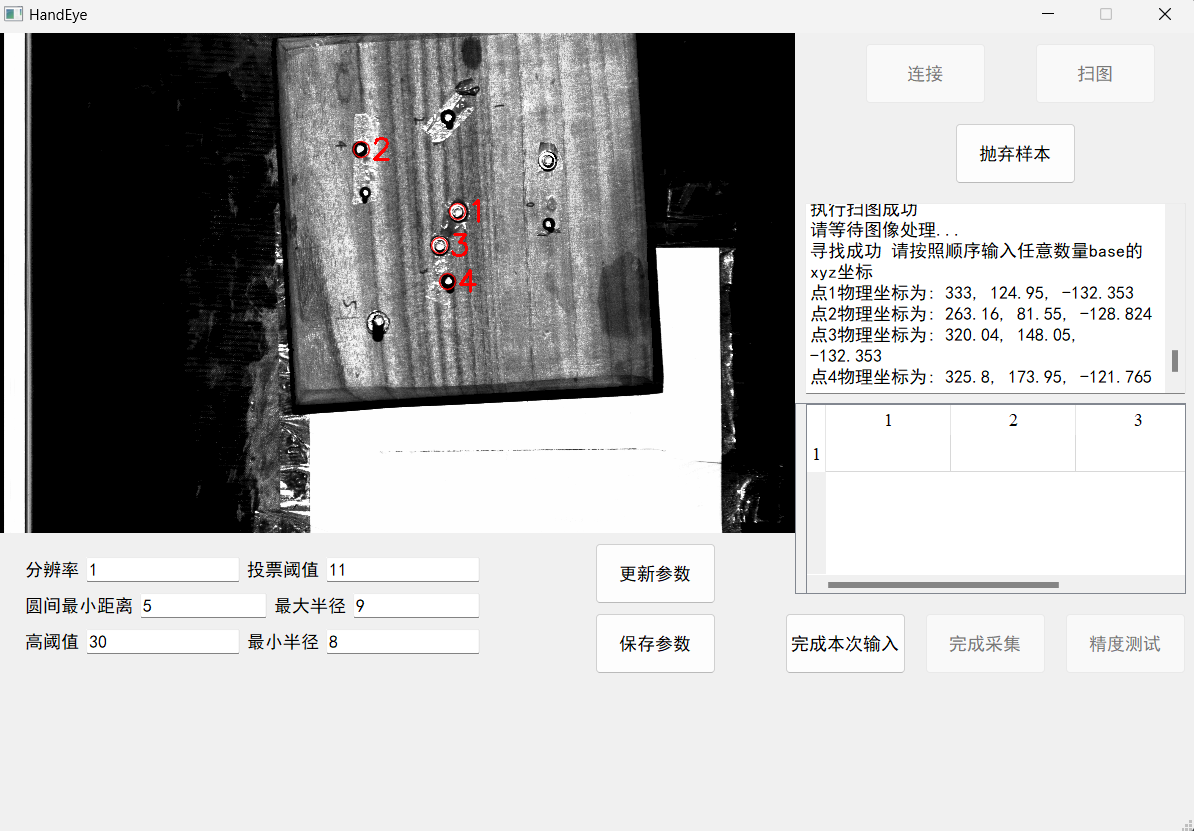 HandEye
连接
扫图
抛弃样本
2
1
3
4
执行扫图成功
请等待图像处理...
寻找成功 请按照顺序输入任意数量base的
xyz坐标
点1物理坐标为: 333, 124.95, -132.353
点2物理坐标为: 263.16, 81.55, -128.824
点3物理坐标为: 320.04, 148.05,
-132.353
点4物理坐标为: 325.8, 173.95, -121.765
1 2 3
1
分辨率 1 投票阈值 11
圆间最小距离 5 最大半径 9
高阈值 30 最小半径 8
更新参数
保存参数
完成本次输入
完成采集
精度测试